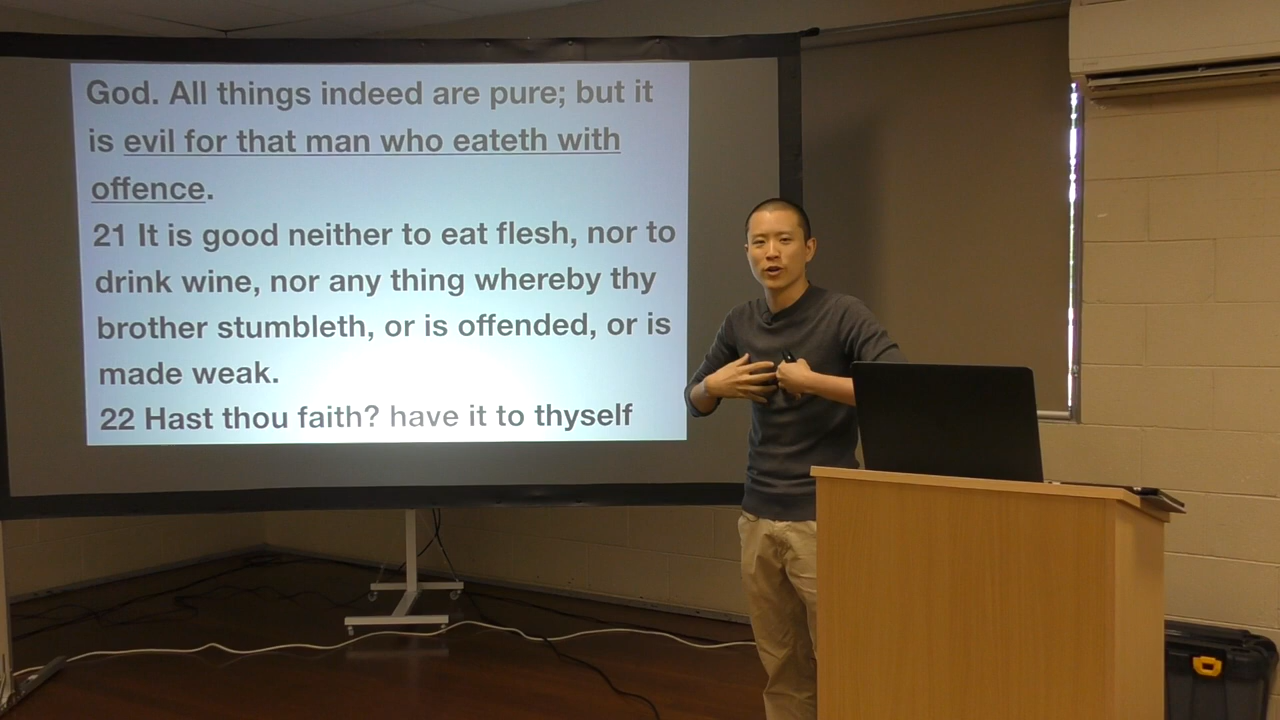 God. All things indeed are pure; but it
is evil for that man who eateth with
offence.
21 It is good neither to eat flesh, nor to
drink wine, nor any thing whereby thy
brother stumbleth, or is offended, or is
made weak.
22 Hast thou faith? have it to thyself